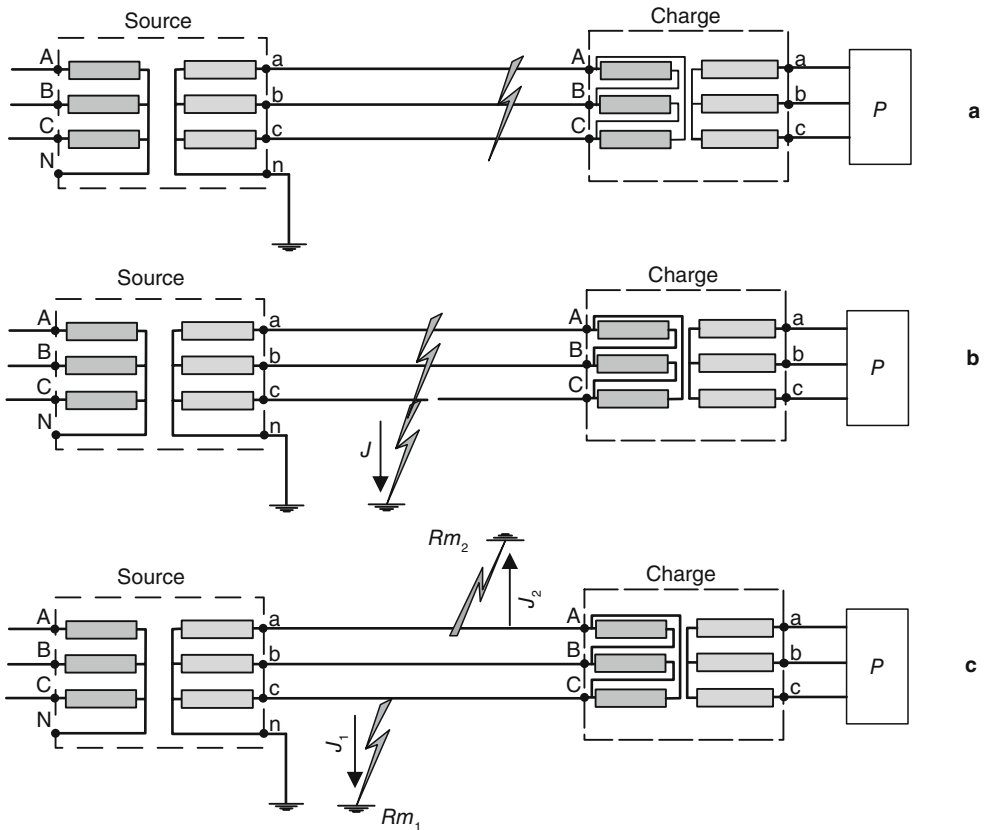 Source Charge
A a A a
B b B b P a
C c C c
N n
Source Charge
A a A a
B b B b P b
C c C c
N n
J
Rm2
Source J2 Charge
A a A a
B b B b P c
C c C c
N n
J1
Rm1